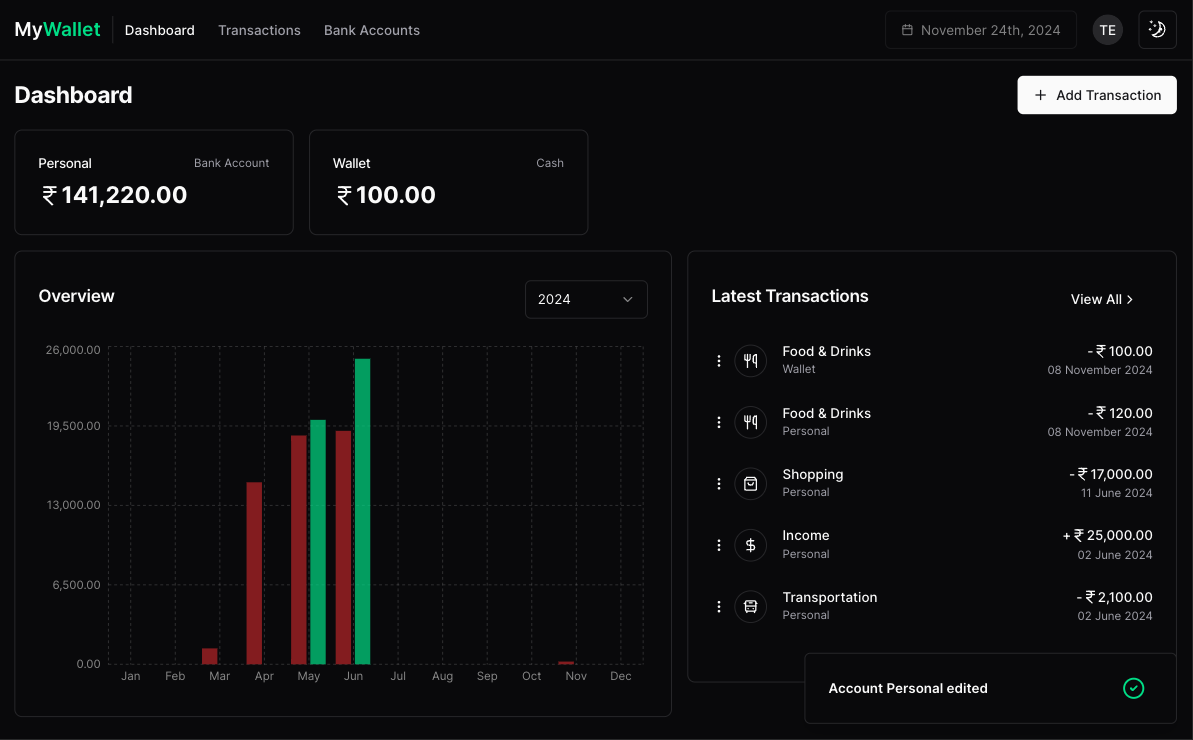 MyWallet
Dashboard
Transactions
Bank Accounts
November 24th, 2024
TE
Dashboard
+ Add Transaction
Personal
Bank Account
₹141,220.00
Wallet
Cash
₹100.00
Overview
2024
26,000.00
19,500.00
13,000.00
6,500.00
0.00
Jan Feb Mar Apr May Jun Jul Aug Sep Oct Nov Dec
Latest Transactions
View All
Food & Drinks
- ₹100.00
Wallet
08 November 2024
Food & Drinks
- ₹120.00
Personal
08 November 2024
Shopping
- ₹17,000.00
Personal
11 June 2024
Income
+ ₹25,000.00
Personal
02 June 2024
Transportation
- ₹2,100.00
Personal
02 June 2024
Account Personal edited